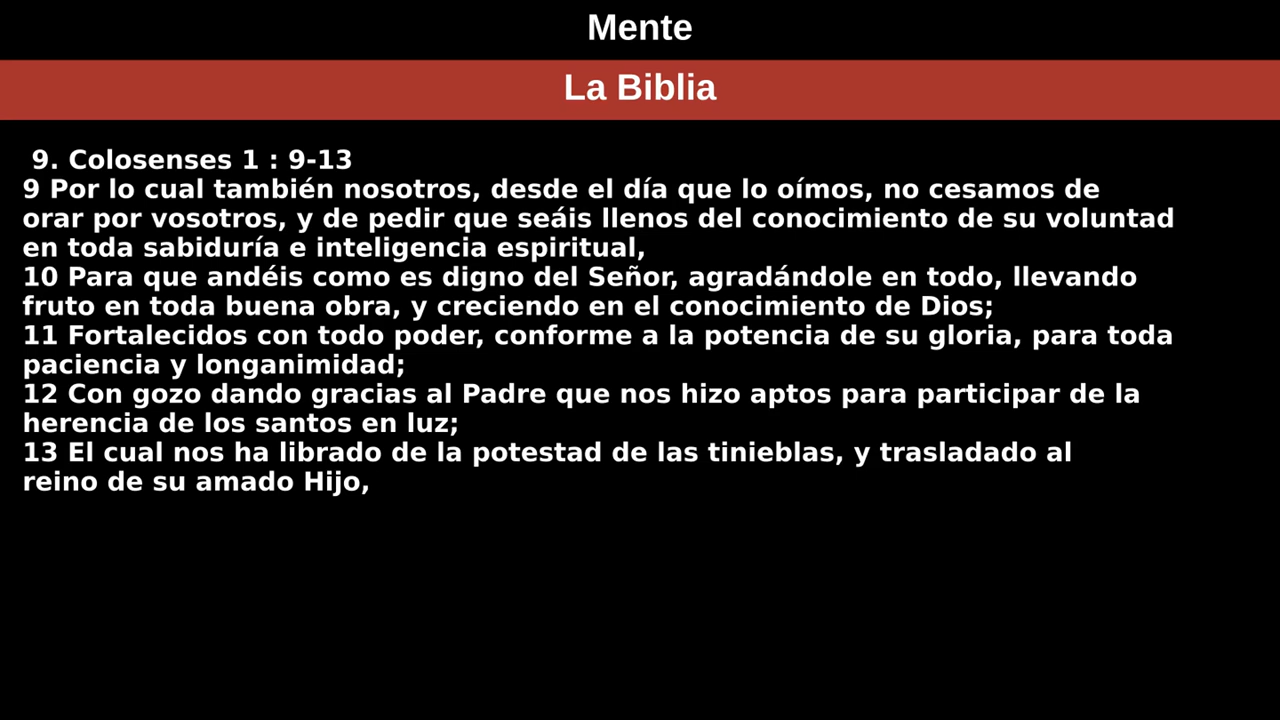 Mente
La Biblia
9. Colosenses 1 : 9-13
9 Por lo cual también nosotros, desde el día que lo oímos, no cesamos de
orar por vosotros, y de pedir que seáis llenos del conocimiento de su voluntad
en toda sabiduría e inteligencia espiritual,
10 Para que andéis como es digno del Señor, agradándole en todo, llevando
fruto en toda buena obra, y creciendo en el conocimiento de Dios;
11 Fortalecidos con todo poder, conforme a la potencia de su gloria, para toda
paciencia y longanimidad;
12 Con gozo dando gracias al Padre que nos hizo aptos para participar de la
herencia de los santos en luz;
13 El cual nos ha librado de la potestad de las tinieblas, y trasladado al
reino de su amado Hijo,